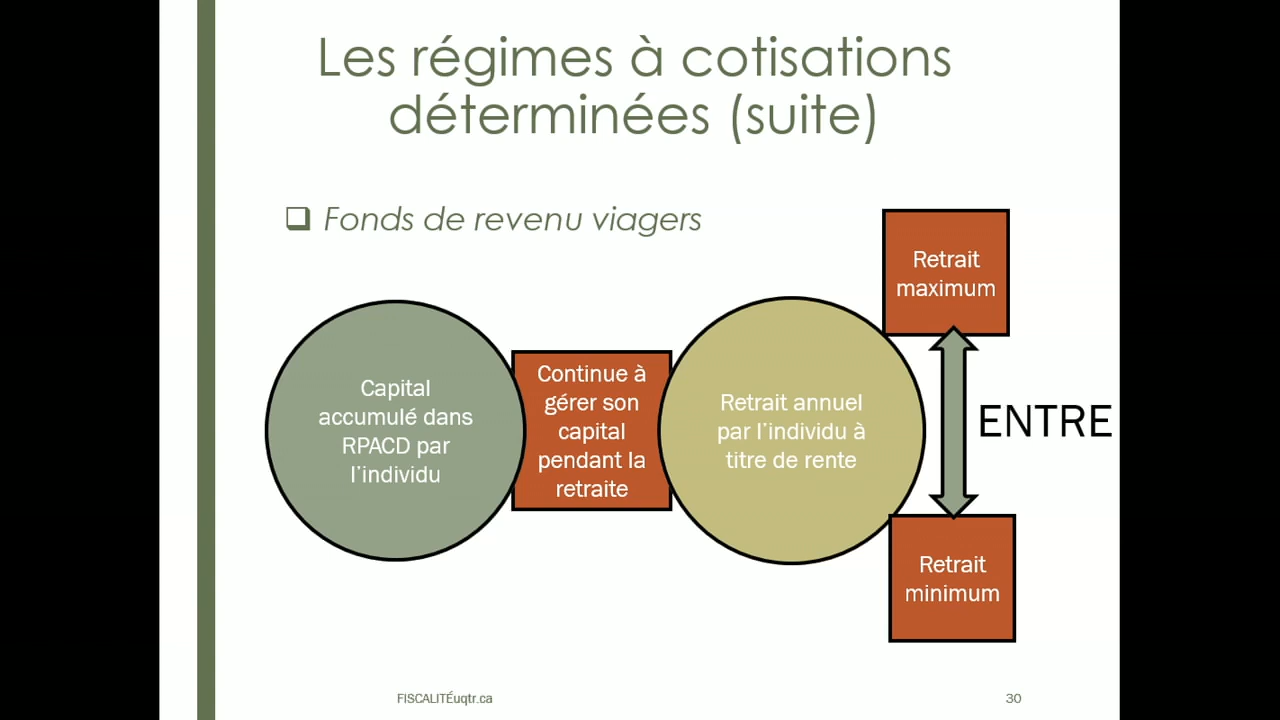 Les régimes à cotisations
déterminées (suite)
❑ Fonds de revenu viagers
Capital
accumulé dans
RPACD par
l'individu
Continue à
gérer son
capital
pendant la
retraite
Retrait annuel
par l'individu à
titre de rente
Retrait
maximum
ENTRE
Retrait
minimum
FISCALITÉuqtr.ca
30